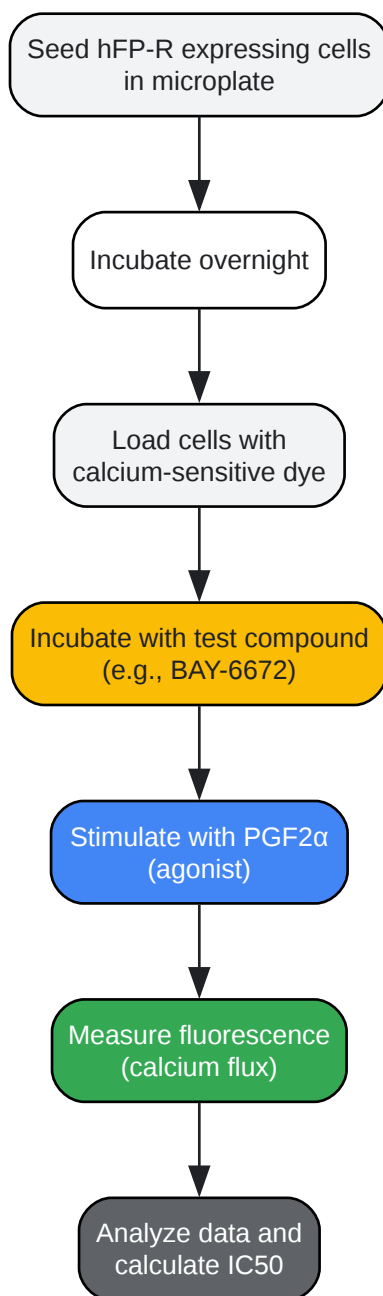 Seed hFP-R expressing cells
in microplate
Incubate overnight
Load cells with
calcium-sensitive dye
Incubate with test compound
(e.g., BAY-6672)
Stimulate with PGF2α
(agonist)
Measure fluorescence
(calcium flux)
Analyze data and
calculate IC50